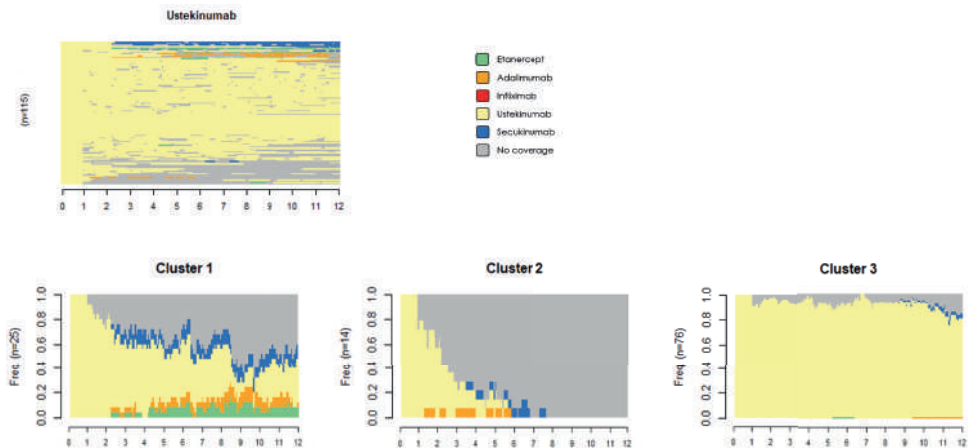 Ustekinumab
(n=115)
0 1 2 3 4 5 6 7 8 9 10 11 12
Etanercept
Adalimumab
Infliximab
Ustekinumab
Secukinumab
No coverage
Cluster 1
Freq. (n=25)
0.0 0.2 0.4 0.6 0.8 1.0
0 1 2 3 4 5 6 7 8 9 10 11 12
Cluster 2
Freq. (n=14)
0.0 0.2 0.4 0.6 0.8 1.0
0 1 2 3 4 5 6 7 8 9 10 11 12
Cluster 3
Freq. (n=76)
0.0 0.2 0.4 0.6 0.8 1.0
0 1 2 3 4 5 6 7 8 9 10 11 12